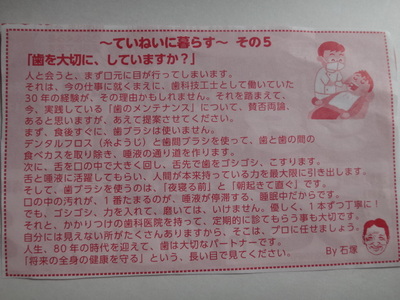 ～ていねいに暮らす～ その５
「歯を大切に、していますか？」
人と会うと、まず口元に目が行ってしまいます。
それは、今の仕事に就くまえに、歯科技工士として働いていた
30年の経験が、その理由かもしれません。それを踏まえて、
今、実践している「歯のメンテナンス」について、賛否両論、
あると思いますが、あえて提案させてください。
まず、食後すぐに、歯ブラシは使いません。
デンタルフロス（糸ようじ）と歯間ブラシを使って、歯と歯の間の
食べカスを取り除き、唾液の通り道を作ります。
次に、舌を口の中で大きく回し、舌先で歯をゴシゴシ、こすります。
舌と唾液に活躍してもらい、人間が本来持っている力を最大限に引き出します。
そして、歯ブラシを使うのは、「夜寝る前」と「朝起きて直ぐ」です。
口の中の汚れが、1番たまるのが、唾液が停滞する、睡眠中だからです。
でも、ゴシゴシ、力を入れて、磨いては、いけません。優しく、1本ずつ丁寧に！
それと、かかりつけの歯科医院を持って、定期的に診てもらう事も大切です。
自分には見えない所がたくさんありますから、そこは、プロに任せましょう。
人生、80年の時代を迎えて、歯は大切なパートナーです。
「将来の全身の健康を守る」という、長い目で見てください。
By 石塚